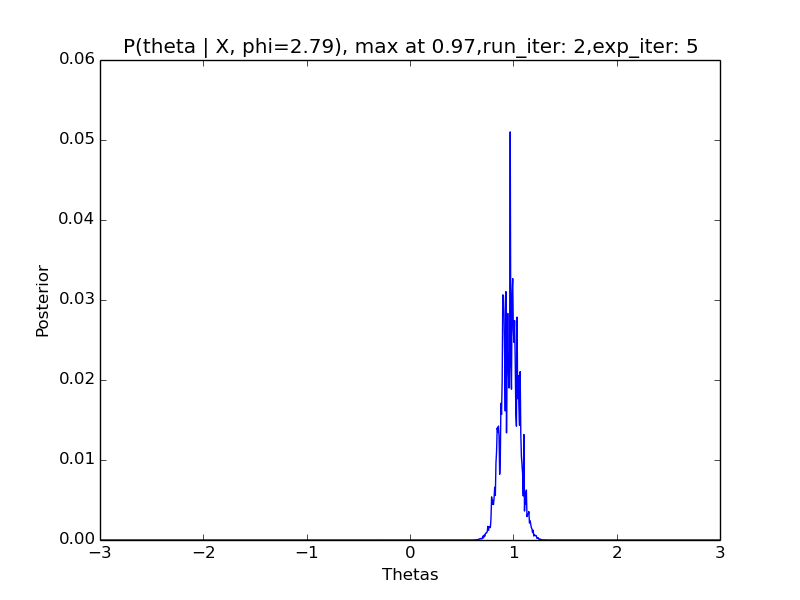 P(theta | X, phi=2.79), max at 0.97,run_iter: 2,exp_iter: 5
0.06
0.05
0.04
0.03
0.02
0.01
0.00
Posterior
−3 −2 −1 0 1 2 3
Thetas